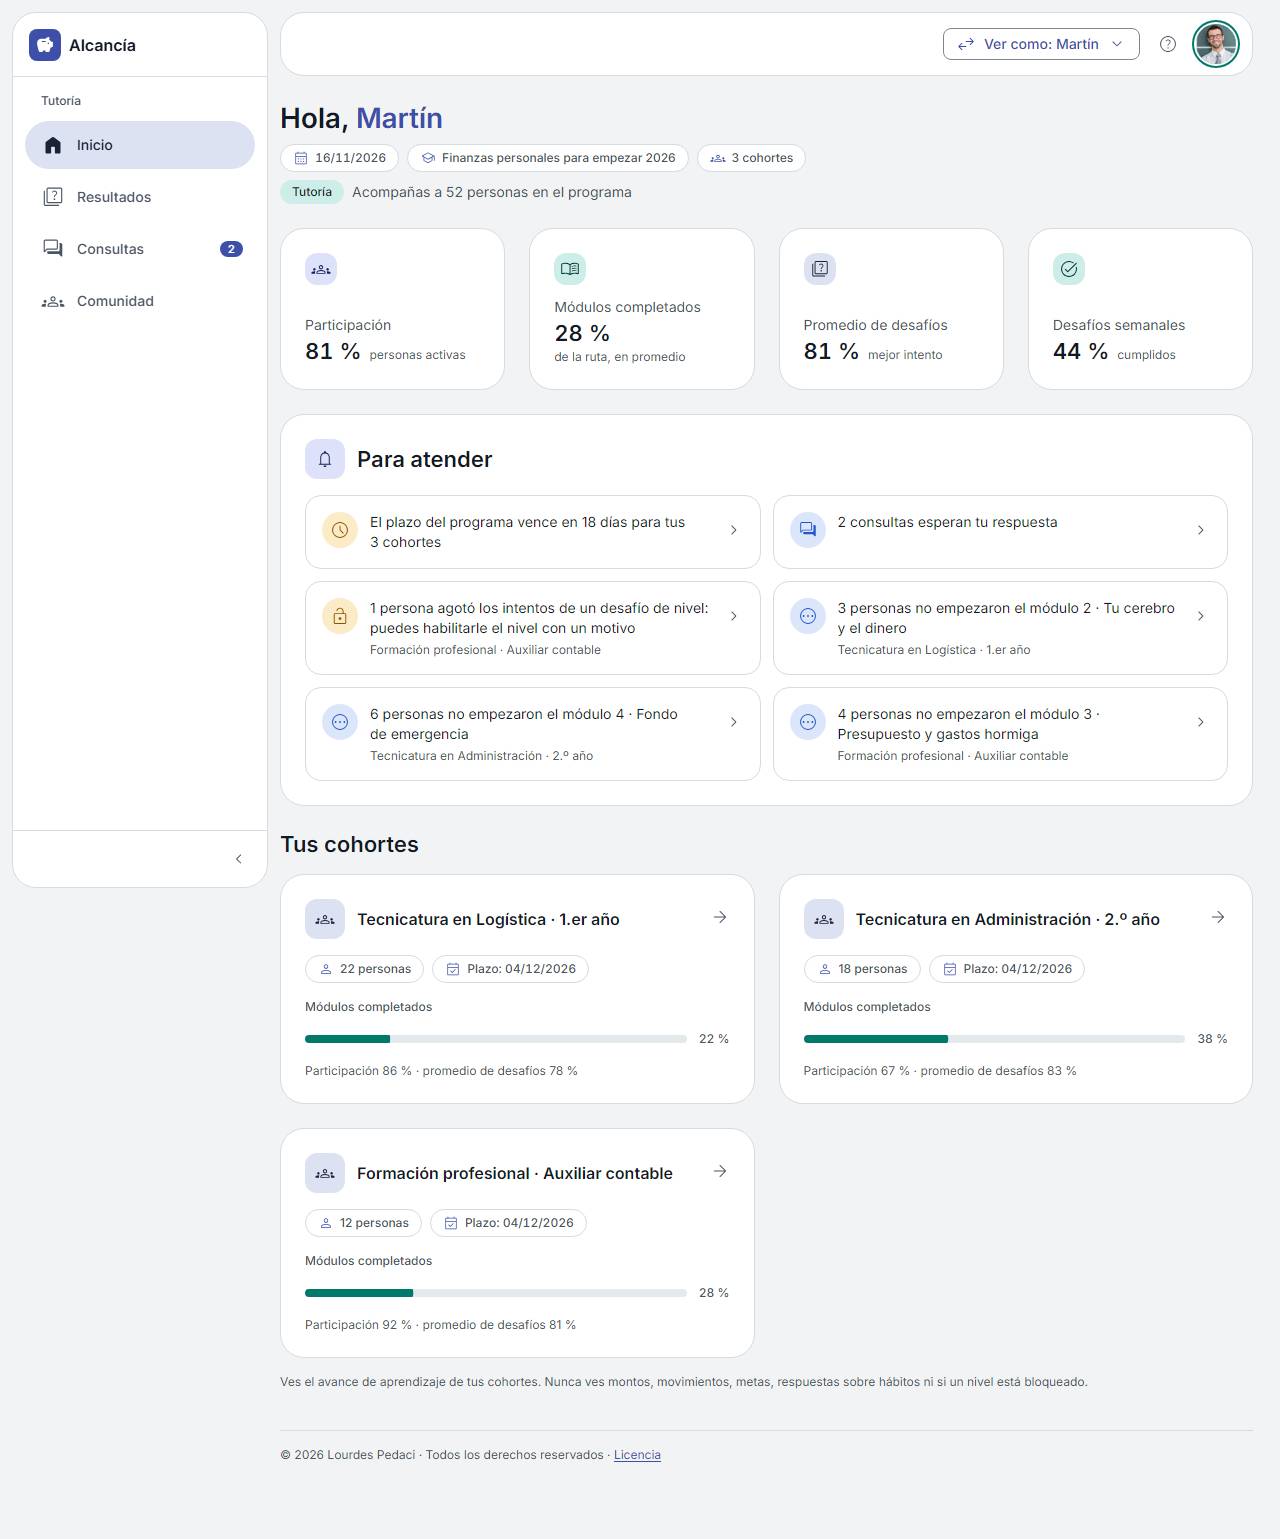 Alcancía
Ver como: Martín
Tutoría
Inicio
Resultados
Consultas 2
Comunidad
Hola, Martín
16/11/2026
Finanzas personales para empezar 2026
3 cohortes
Tutoría
Acompañas a 52 personas en el programa
Participación
81 % personas activas
Módulos completados
28 %
de la ruta, en promedio
Promedio de desafíos
81 % mejor intento
Desafíos semanales
44 % cumplidos
Para atender
El plazo del programa vence en 18 días para tus
3 cohortes
2 consultas esperan tu respuesta
1 persona agotó los intentos de un desafío de nivel:
puedes habilitarle el nivel con un motivo
Formación profesional · Auxiliar contable
3 personas no empezaron el módulo 2 · Tu cerebro
y el dinero
Tecnicatura en Logística · 1.er año
6 personas no empezaron el módulo 4 · Fondo
de emergencia
Tecnicatura en Administración · 2.º año
4 personas no empezaron el módulo 3 ·
Presupuesto y gastos hormiga
Formación profesional · Auxiliar contable
Tus cohortes
Tecnicatura en Logística · 1.er año
22 personas
Plazo: 04/12/2026
Módulos completados
22 %
Participación 86 % · promedio de desafíos 78 %
Tecnicatura en Administración · 2.º año
18 personas
Plazo: 04/12/2026
Módulos completados
38 %
Participación 67 % · promedio de desafíos 83 %
Formación profesional · Auxiliar contable
12 personas
Plazo: 04/12/2026
Módulos completados
28 %
Participación 92 % · promedio de desafíos 81 %
Ves el avance de aprendizaje de tus cohortes. Nunca ves montos, movimientos, metas, respuestas sobre hábitos ni si un nivel está bloqueado.
© 2026 Lourdes Pedaci · Todos los derechos reservados · Licencia